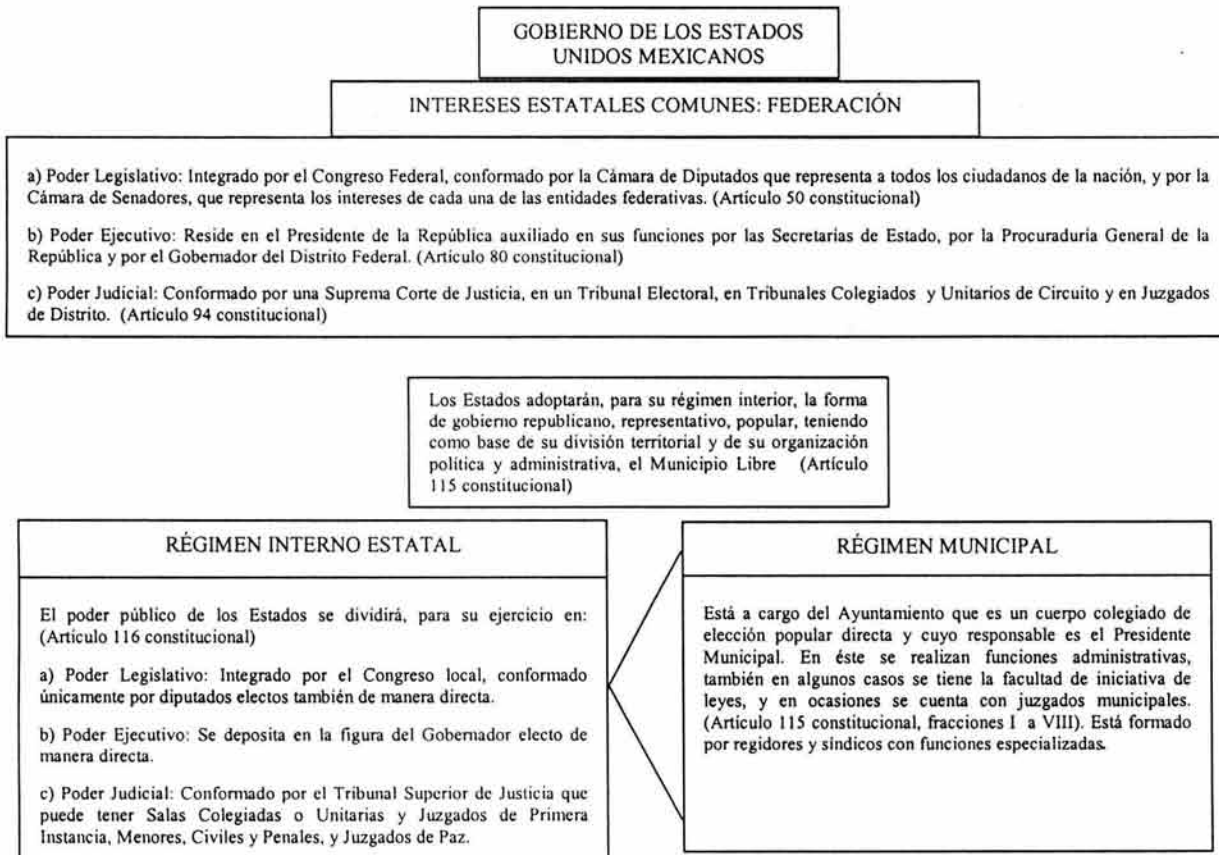 GOBIERNO DE LOS ESTADOS
UNIDOS MEXICANOS
INTERESES ESTATALES COMUNES: FEDERACIÓN
a) Poder Legislativo: Integrado por el Congreso Federal, conformado por la Cámara de Diputados que representa a todos los ciudadanos de la nación, y por la
Cámara de Senadores, que representa los intereses de cada una de las entidades federativas. (Artículo 50 constitucional)
b) Poder Ejecutivo: Reside en el Presidente de la República auxiliado en sus funciones por las Secretarías de Estado, por la Procuraduría General de la
República y por el Gobernador del Distrito Federal. (Artículo 80 constitucional)
c) Poder Judicial: Conformado por una Suprema Corte de Justicia, en un Tribunal Electoral, en Tribunales Colegiados y Unitarios de Circuito y en Juzgados
de Distrito. (Artículo 94 constitucional)
Los Estados adoptarán, para su régimen interior, la forma
de gobierno republicano, representativo, popular, teniendo
como base de su división territorial y de su organización
política y administrativa, el Municipio Libre (Artículo
115 constitucional)
RÉGIMEN INTERNO ESTATAL
El poder público de los Estados se dividirá, para su ejercicio en:
(Artículo 116 constitucional)
a) Poder Legislativo: Integrado por el Congreso local, conformado
únicamente por diputados electos también de manera directa.
b) Poder Ejecutivo: Se deposita en la figura del Gobernador electo de
manera directa.
c) Poder Judicial: Conformado por el Tribunal Superior de Justicia que
puede tener Salas Colegiadas o Unitarias y Juzgados de Primera
Instancia, Menores, Civiles y Penales, y Juzgados de Paz.
RÉGIMEN MUNICIPAL
Está a cargo del Ayuntamiento que es un cuerpo colegiado de
elección popular directa y cuyo responsable es el Presidente
Municipal. En éste se realizan funciones administrativas,
también en algunos casos se tiene la facultad de iniciativa de
leyes, y en ocasiones se cuenta con juzgados municipales.
(Artículo 115 constitucional, fracciones I a VIII). Está formado
por regidores y síndicos con funciones especializadas.